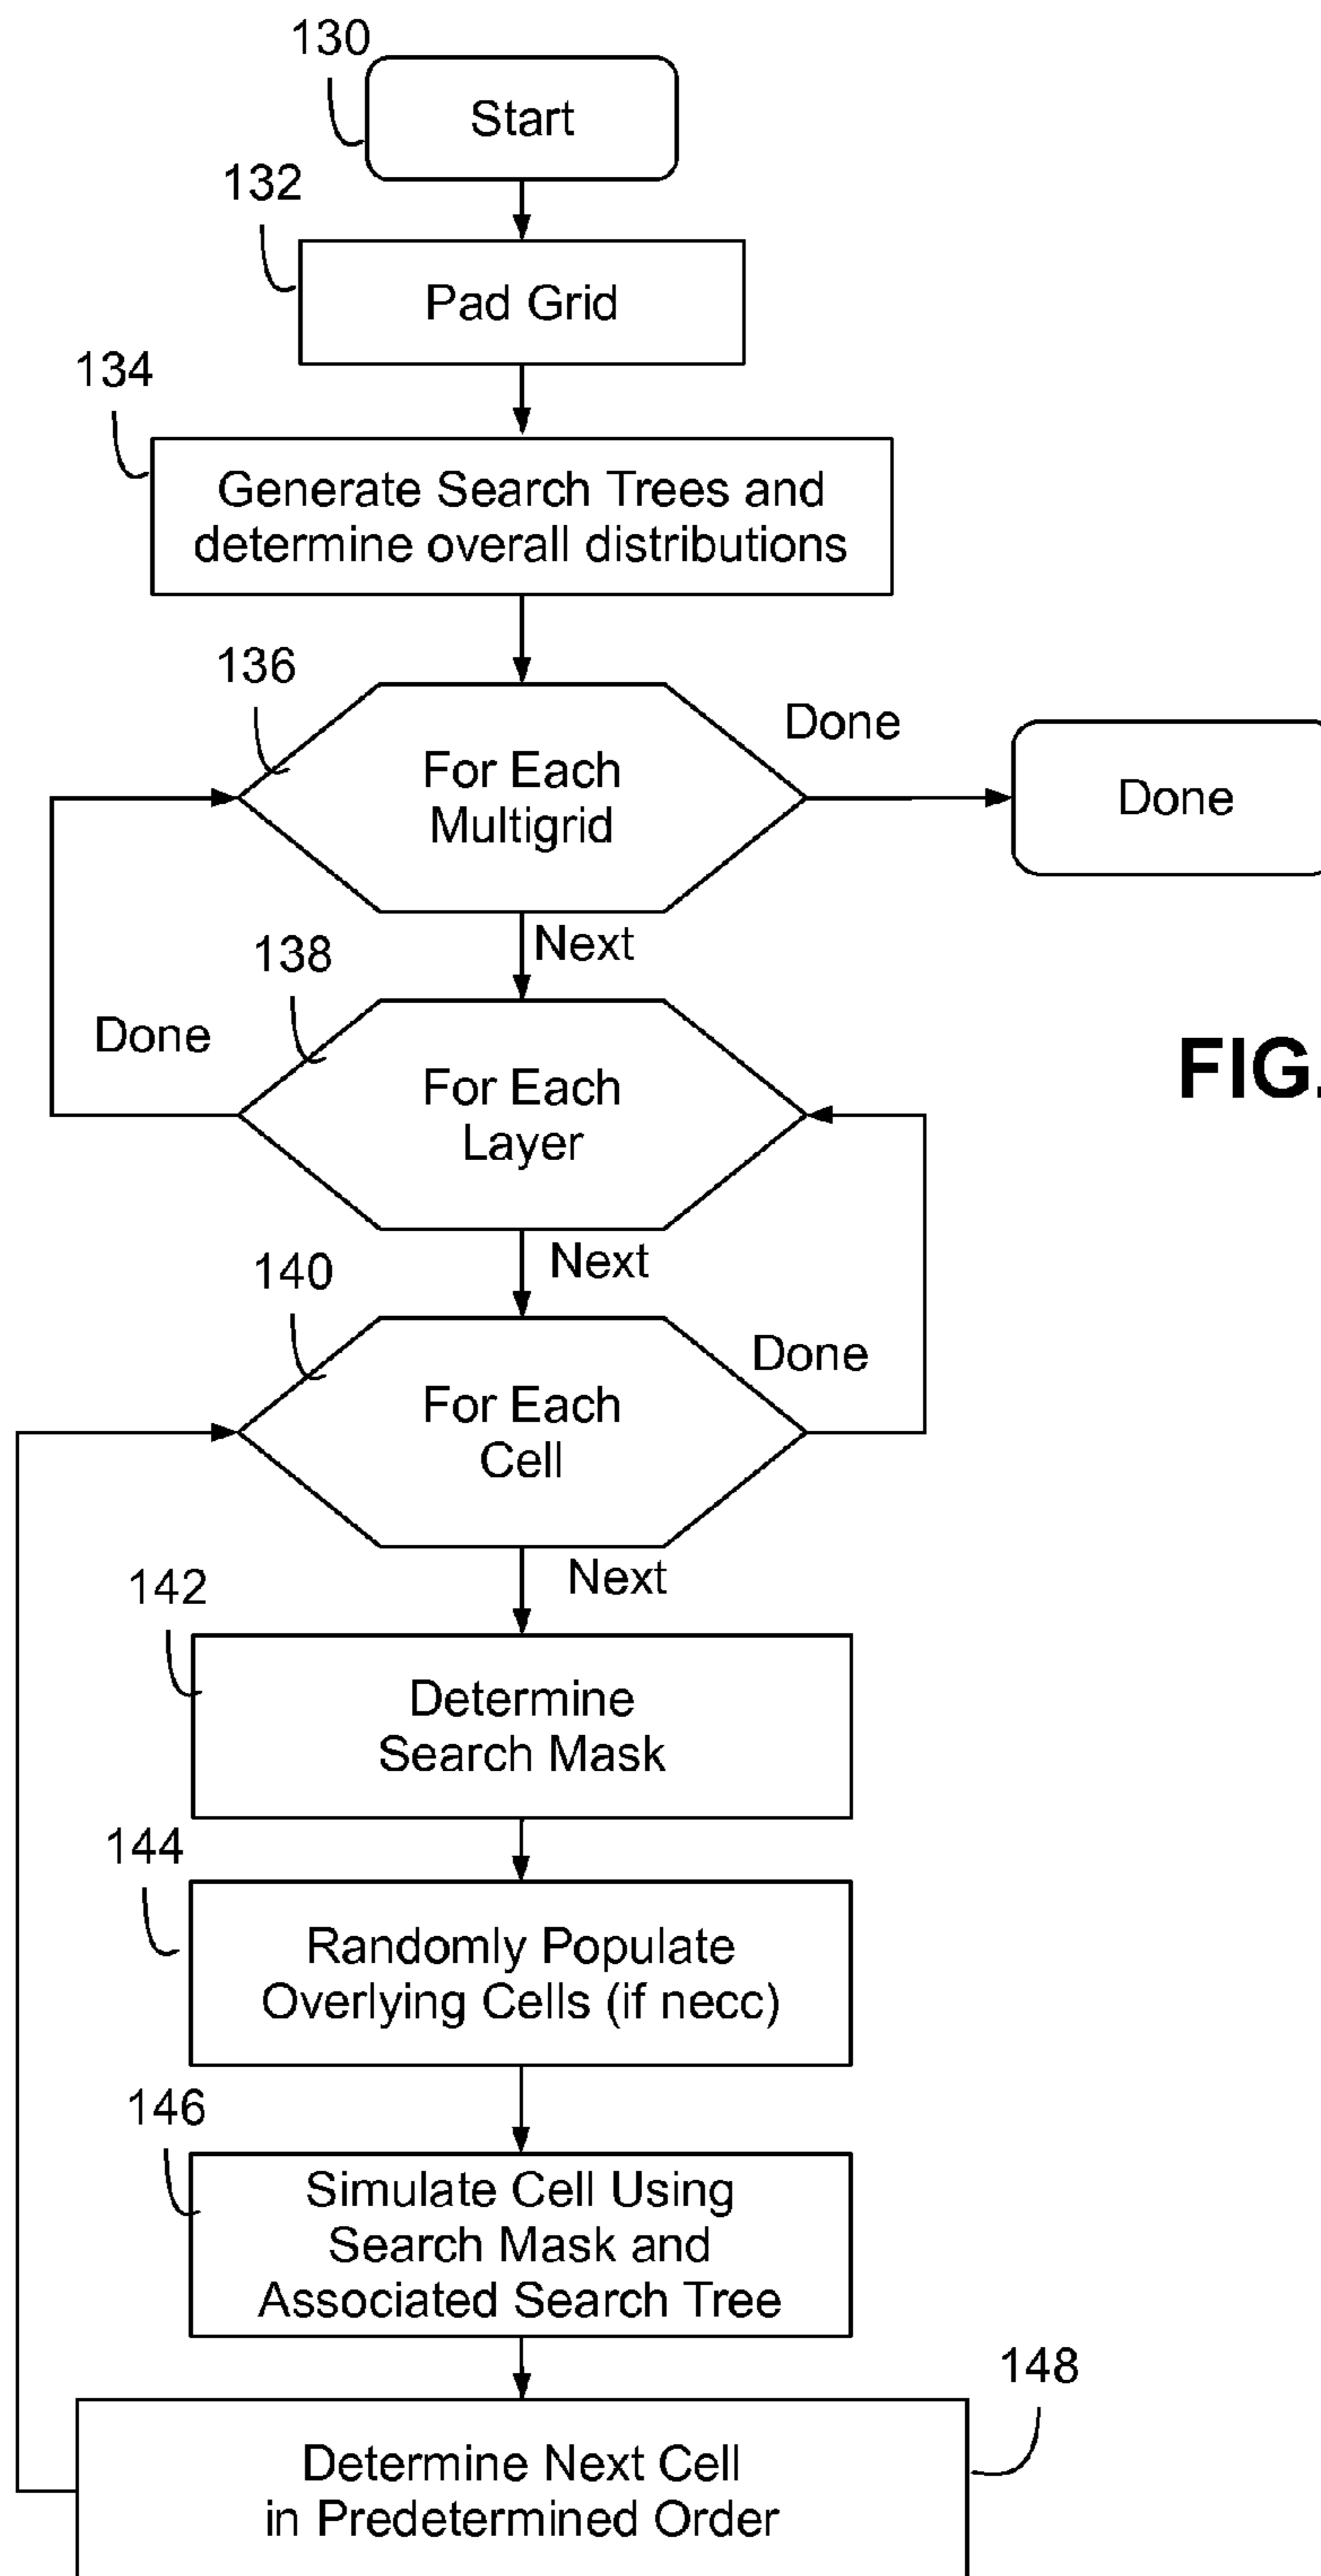 130
Start
132
Pad Grid
134
Generate Search Trees and
determine overall distributions
136
For Each
Multigrid
Done
Done
Next
138
Done
For Each
Layer
FIG.
Next
140
Done
For Each
Cell
Next
142
Determine
Search Mask
144
Randomly Populate
Overlying Cells (if necc)
146
Simulate Cell Using
Search Mask and
Associated Search Tree
148
Determine Next Cell
in Predetermined Order